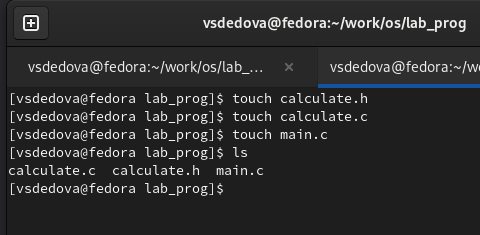 vsdedova@fedora:~/work/os/lab_prog
vsdedova@fedora:~/work/os/lab_... × vsdedova@fedora:~/w
[vsdedova@fedora lab_prog]$ touch calculate.h
[vsdedova@fedora lab_prog]$ touch calculate.c
[vsdedova@fedora lab_prog]$ touch main.c
[vsdedova@fedora lab_prog]$ ls
calculate.c  calculate.h  main.c
[vsdedova@fedora lab_prog]$